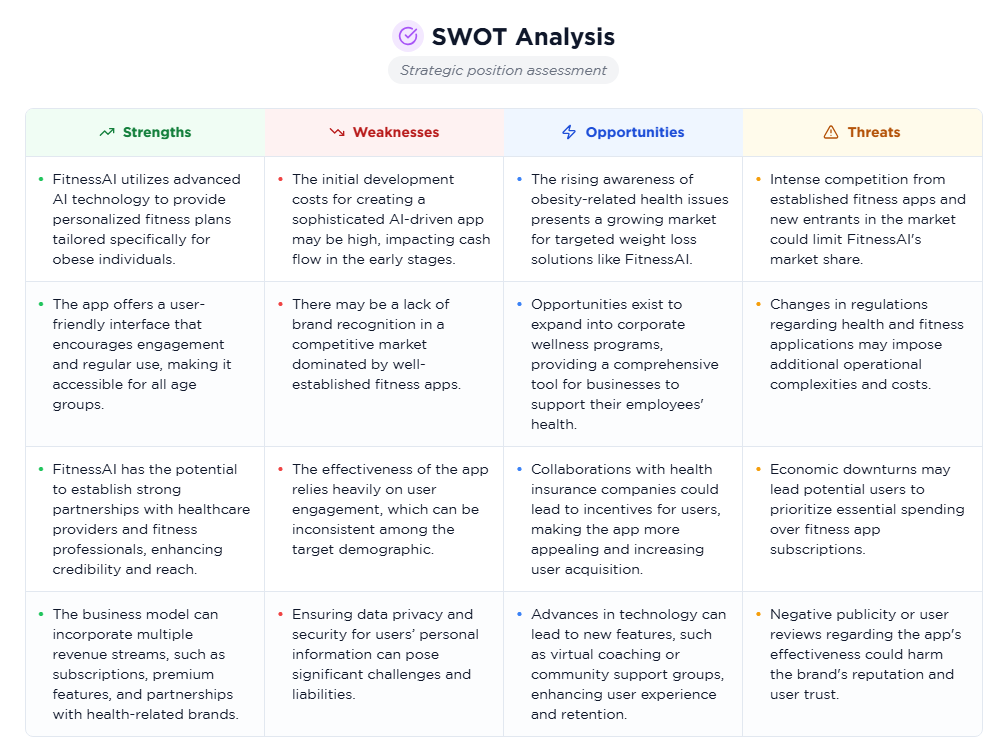 SWOT Analysis
Strategic position assessment
Strengths
Weaknesses
Opportunities
Threats
• FitnessAI utilizes advanced
AI technology to provide
personalized fitness plans
tailored specifically for
obese individuals.
• The initial development
costs for creating a
sophisticated AI-driven app
may be high, impacting cash
flow in the early stages.
• The rising awareness of
obesity-related health issues
presents a growing market
for targeted weight loss
solutions like FitnessAI.
• Intense competition from
established fitness apps and
new entrants in the market
could limit FitnessAI's
market share.
• The app offers a user-
friendly interface that
encourages engagement
and regular use, making it
accessible for all age
groups.
• There may be a lack of
brand recognition in a
competitive market
dominated by well-
established fitness apps.
• Opportunities exist to
expand into corporate
wellness programs,
providing a comprehensive
tool for businesses to
support their employees'
health.
• Changes in regulations
regarding health and fitness
applications may impose
additional operational
complexities and costs.
• FitnessAI has the potential
to establish strong
partnerships with healthcare
providers and fitness
professionals, enhancing
credibility and reach.
• The effectiveness of the app
relies heavily on user
engagement, which can be
inconsistent among the
target demographic.
• Collaborations with health
insurance companies could
lead to incentives for users,
making the app more
appealing and increasing
user acquisition.
• Economic downturns may
lead potential users to
prioritize essential spending
over fitness app
subscriptions.
• The business model can
incorporate multiple
revenue streams, such as
subscriptions, premium
features, and partnerships
with health-related brands.
• Ensuring data privacy and
security for users' personal
information can pose
significant challenges and
liabilities.
• Advances in technology can
lead to new features, such
as virtual coaching or
community support groups,
enhancing user experience
and retention.
• Negative publicity or user
reviews regarding the app's
effectiveness could harm
the brand's reputation and
user trust.